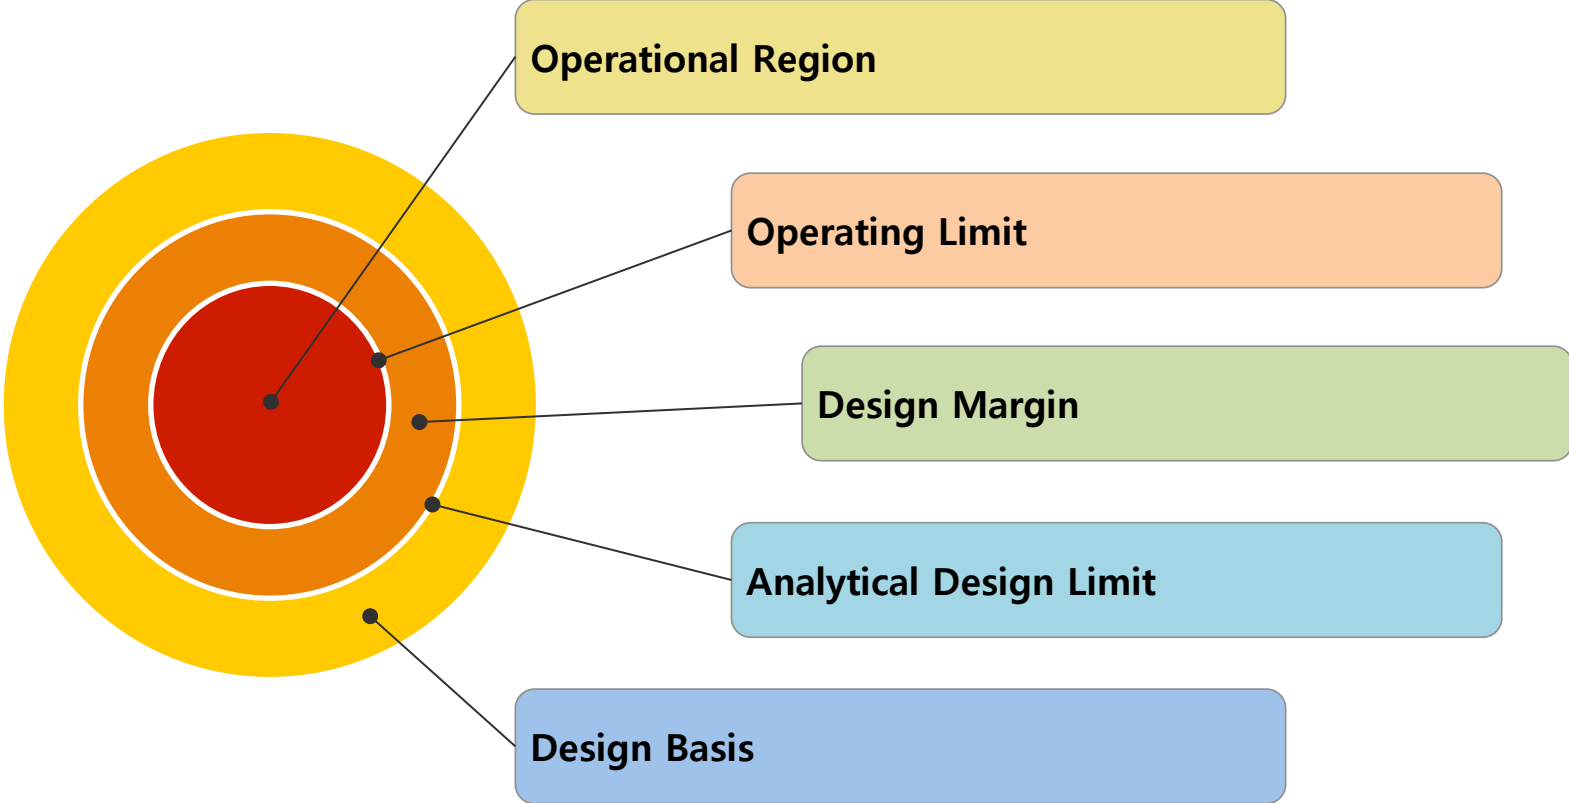 Operational Region
Operating Limit
Design Margin
Analytical Design Limit
Design Basis